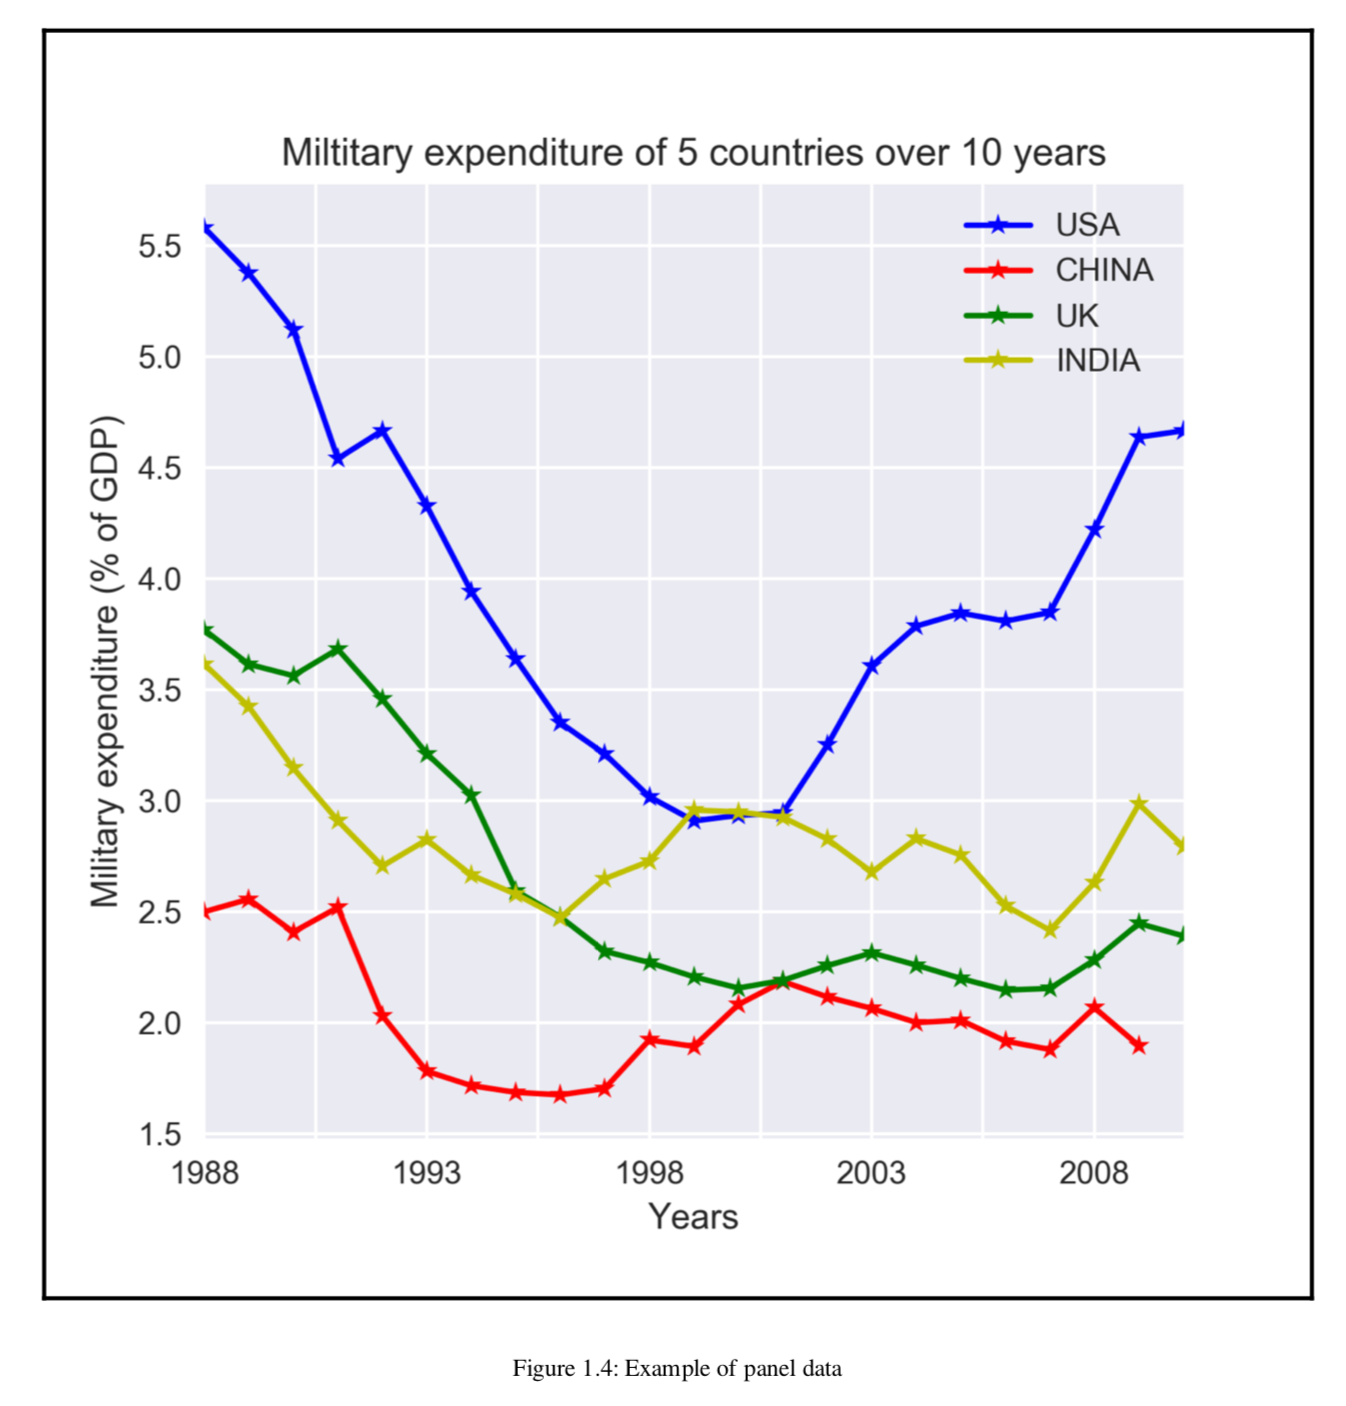 Miltitary expenditure of 5 countries over 10 years
USA
CHINA
UK
INDIA
Military expenditure (% of GDP)
5.5
5.0
4.5
4.0
3.5
3.0
2.5
2.0
1.5
1988 1993 1998 2003 2008
Years
Figure 1.4: Example of panel data